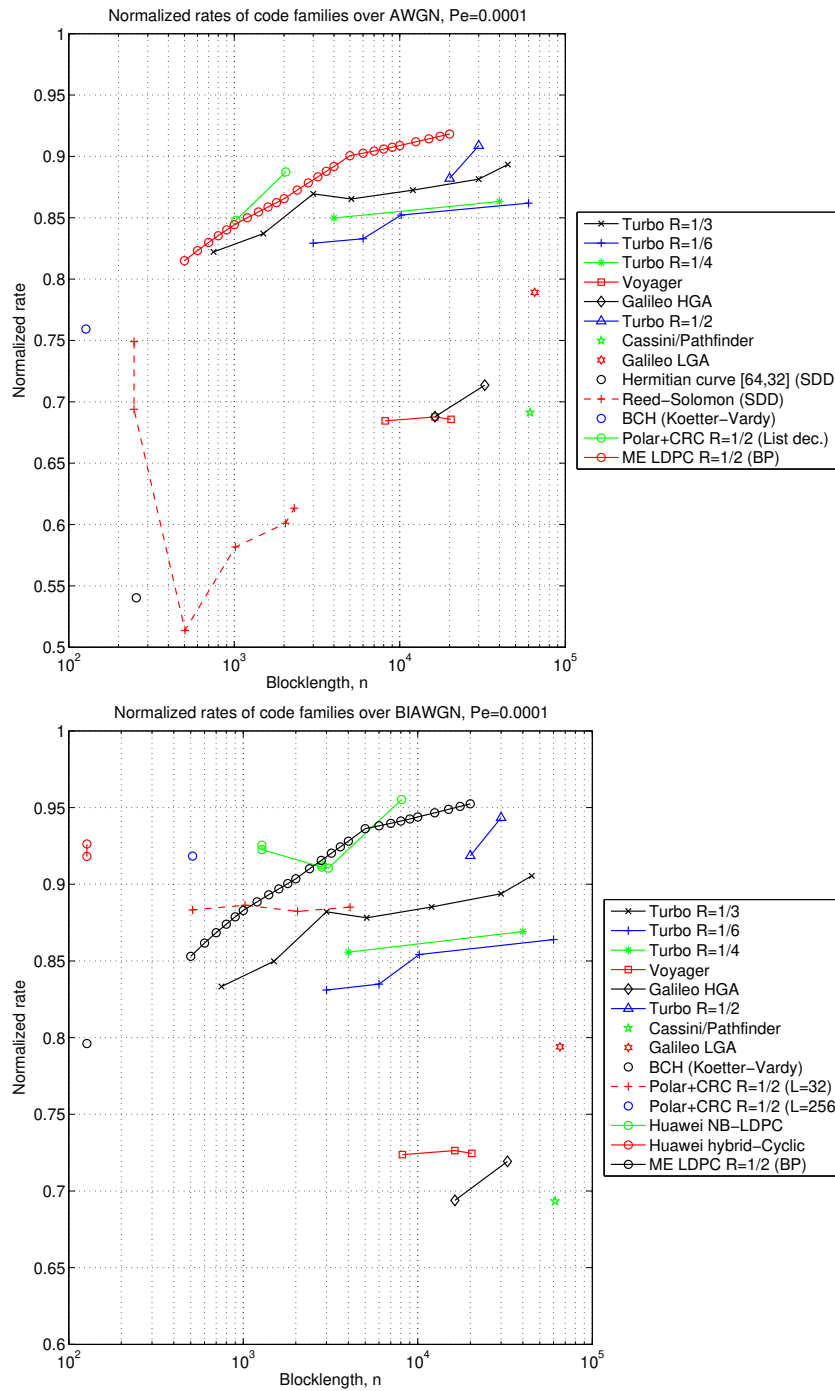 Normalized rates of code families over AWGN, Pe=0.0001
1
0.95
0.9
0.85
0.8
0.75
0.7
0.65
0.6
0.55
0.5
Normalized rate
10^2
10^3
10^4
10^5
Blocklength, n
Turbo R=1/3
Turbo R=1/6
Turbo R=1/4
Voyager
Galileo HGA
Turbo R=1/2
Cassini/Pathfinder
Galileo LGA
Hermitian curve [64,32] (SDD)
Reed−Solomon (SDD)
BCH (Koetter−Vardy)
Polar+CRC R=1/2 (List dec.)
ME LDPC R=1/2 (BP)
Normalized rates of code families over BIAWGN, Pe=0.0001
1
0.95
0.9
0.85
0.8
0.75
0.7
0.65
0.6
Normalized rate
10^2
10^3
10^4
10^5
Blocklength, n
Turbo R=1/3
Turbo R=1/6
Turbo R=1/4
Voyager
Galileo HGA
Turbo R=1/2
Cassini/Pathfinder
Galileo LGA
BCH (Koetter−Vardy)
Polar+CRC R=1/2 (L=32)
Polar+CRC R=1/2 (L=256
Huawei NB−LDPC
Huawei hybrid−Cyclic
ME LDPC R=1/2 (BP)